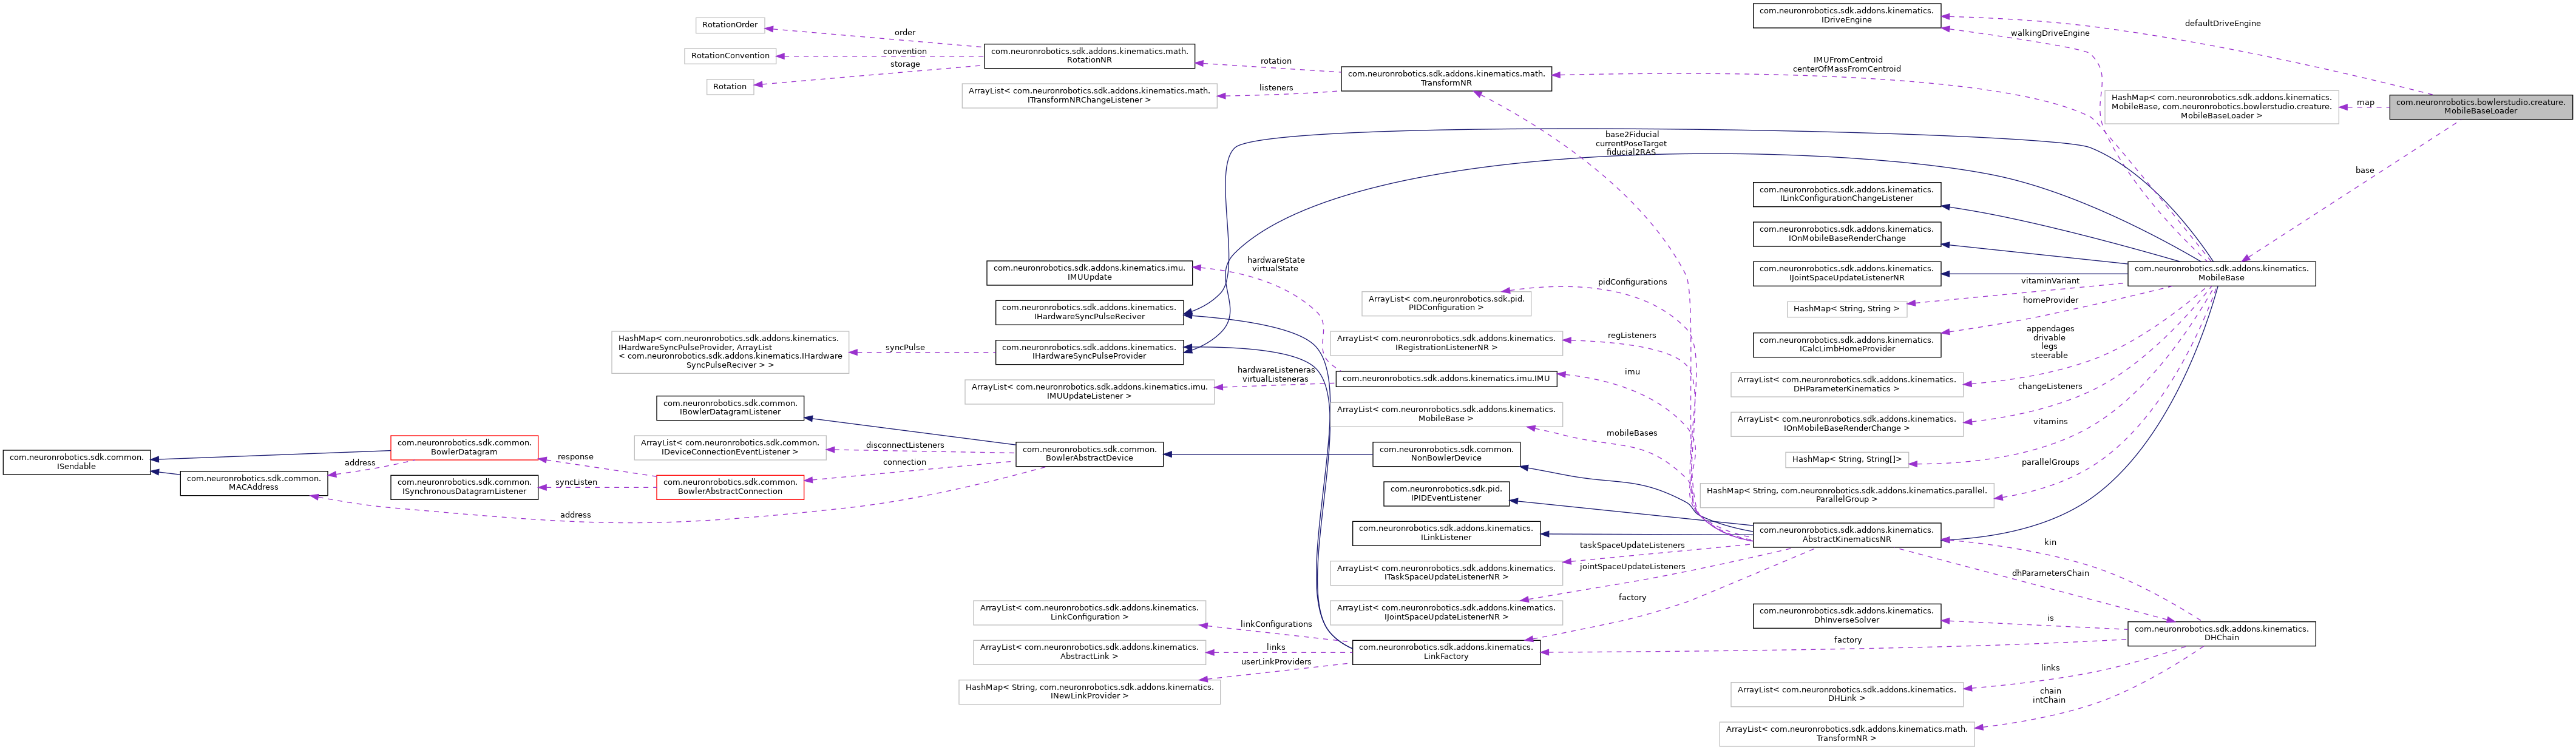 RotationOrder
RotationConvention
Rotation
order
convention
storage
com.neuronrobotics.sdk.addons.kinematics.math.
RotationNR
ArrayList< com.neuronrobotics.sdk.addons.kinematics.math.
ITransformNRChangeListener >
rotation
listeners
com.neuronrobotics.sdk.addons.kinematics.math.
TransformNR
com.neuronrobotics.sdk.addons.kinematics.
IDriveEngine
defaultDriveEngine
walkingDriveEngine
IMUFromCentroid
centerOfMassFromCentroid
HashMap< com.neuronrobotics.sdk.addons.kinematics.
MobileBase, com.neuronrobotics.bowlerstudio.creature.
MobileBaseLoader >
map
com.neuronrobotics.bowlerstudio.creature.
MobileBaseLoader
base
base2Fiducial
currentPoseTarget
fiducial2RAS
com.neuronrobotics.sdk.addons.kinematics.
ILinkConfigurationChangeListener
com.neuronrobotics.sdk.addons.kinematics.
IOnMobileBaseRenderChange
com.neuronrobotics.sdk.addons.kinematics.
IJointSpaceUpdateListenerNR
com.neuronrobotics.sdk.addons.kinematics.
MobileBase
vitaminVariant
HashMap< String, String >
homeProvider
com.neuronrobotics.sdk.addons.kinematics.
ICalcLimbHomeProvider
appendages
drivable
legs
steerable
ArrayList< com.neuronrobotics.sdk.addons.kinematics.
DHParameterKinematics >
changeListeners
ArrayList< com.neuronrobotics.sdk.addons.kinematics.
IOnMobileBaseRenderChange >
vitamins
HashMap< String, String[]>
parallelGroups
HashMap< String, com.neuronrobotics.sdk.addons.kinematics.parallel.
ParallelGroup >
com.neuronrobotics.sdk.addons.kinematics.imu.
IMUUpdate
hardwareState
virtualState
com.neuronrobotics.sdk.addons.kinematics.
IHardwareSyncPulseReciver
com.neuronrobotics.sdk.addons.kinematics.
IHardwareSyncPulseProvider
syncPulse
HashMap< com.neuronrobotics.sdk.addons.kinematics.
IHardwareSyncPulseProvider, ArrayList
< com.neuronrobotics.sdk.addons.kinematics.IHardware
SyncPulseReciver > >
ArrayList< com.neuronrobotics.sdk.addons.kinematics.imu.
IMUUpdateListener >
hardwareListeneras
virtualListeneras
com.neuronrobotics.sdk.addons.kinematics.imu.IMU
pidConfigurations
ArrayList< com.neuronrobotics.sdk.pid.
PIDConfiguration >
regListeners
ArrayList< com.neuronrobotics.sdk.addons.kinematics.
IRegistrationListenerNR >
imu
ArrayList< com.neuronrobotics.sdk.addons.kinematics.
MobileBase >
mobileBases
com.neuronrobotics.sdk.common.
IBowlerDatagramListener
ArrayList< com.neuronrobotics.sdk.common.
IDeviceConnectionEventListener >
disconnectListeners
connection
com.neuronrobotics.sdk.common.
BowlerAbstractDevice
com.neuronrobotics.sdk.common.
NonBowlerDevice
com.neuronrobotics.sdk.common.
ISendable
com.neuronrobotics.sdk.common.
BowlerDatagram
response
address
com.neuronrobotics.sdk.common.
MACAddress
com.neuronrobotics.sdk.common.
ISynchronousDatagramListener
syncListen
com.neuronrobotics.sdk.common.
BowlerAbstractConnection
address
com.neuronrobotics.sdk.pid.
IPIDEventListener
com.neuronrobotics.sdk.addons.kinematics.
ILinkListener
com.neuronrobotics.sdk.addons.kinematics.
AbstractKinematicsNR
taskSpaceUpdateListeners
ArrayList< com.neuronrobotics.sdk.addons.kinematics.
ITaskSpaceUpdateListenerNR >
jointSpaceUpdateListeners
ArrayList< com.neuronrobotics.sdk.addons.kinematics.
IJointSpaceUpdateListenerNR >
factory
kin
dhParametersChain
com.neuronrobotics.sdk.addons.kinematics.
DhInverseSolver
is
com.neuronrobotics.sdk.addons.kinematics.
DHChain
factory
com.neuronrobotics.sdk.addons.kinematics.
LinkFactory
linkConfigurations
ArrayList< com.neuronrobotics.sdk.addons.kinematics.
LinkConfiguration >
links
ArrayList< com.neuronrobotics.sdk.addons.kinematics.
AbstractLink >
userLinkProviders
HashMap< String, com.neuronrobotics.sdk.addons.kinematics.
INewLinkProvider >
links
ArrayList< com.neuronrobotics.sdk.addons.kinematics.
DHLink >
chain
intChain
ArrayList< com.neuronrobotics.sdk.addons.kinematics.math.
TransformNR >